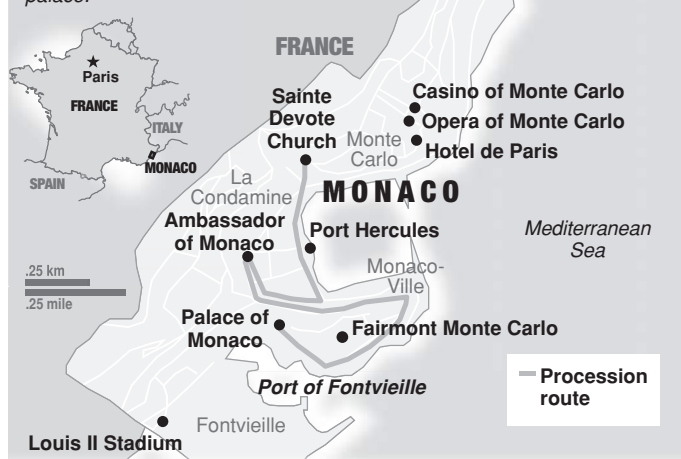 palace.
FRANCE
Paris
FRANCE
ITALY
MONACO
SPAIN
Sainte
Devote
Church
Casino of Monte Carlo
Opera of Monte Carlo
Hotel de Paris
Monte
Carlo
La
Condamine
MONACO
Ambassador
of Monaco
Port Hercules
Mediterranean
Sea
Monaco-
Ville
.25 km
.25 mile
Palace of
Monaco
Fairmont Monte Carlo
Port of Fontvieille
Procession
route
Fontvieille
Louis II Stadium